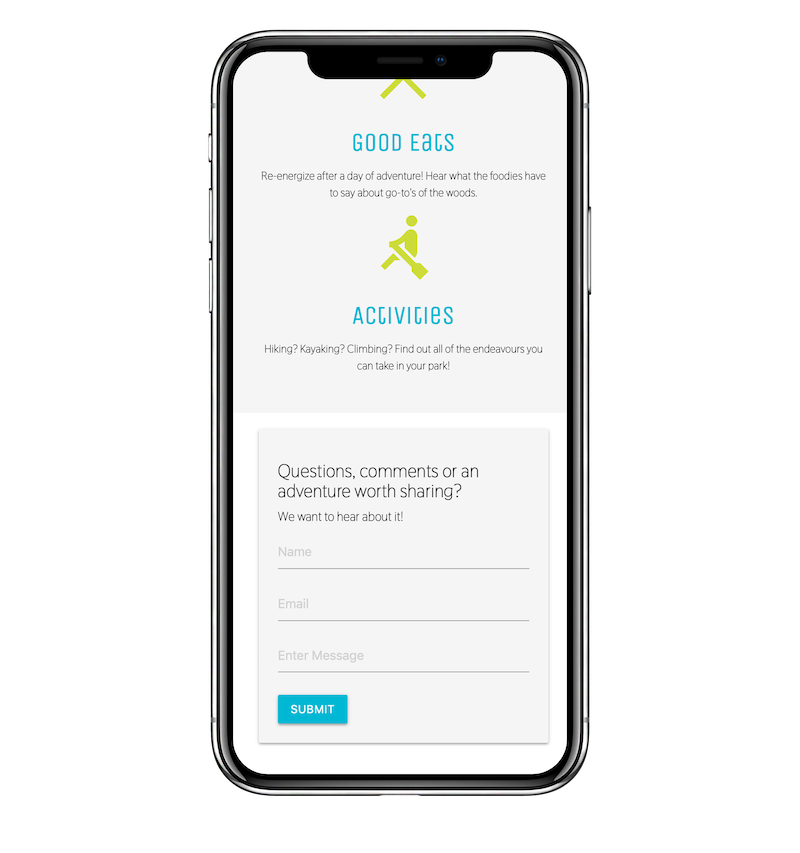 GOOD Eats
Re-energize after a day of adventure! Hear what the foodies have
to say about go-to's of the woods.
Activities
Hiking? Kayaking? Climbing? Find out all of the endeavours you
can take in your park!
Questions, comments or an
adventure worth sharing?
We want to hear about it!
Name
Email
Enter Message
SUBMIT